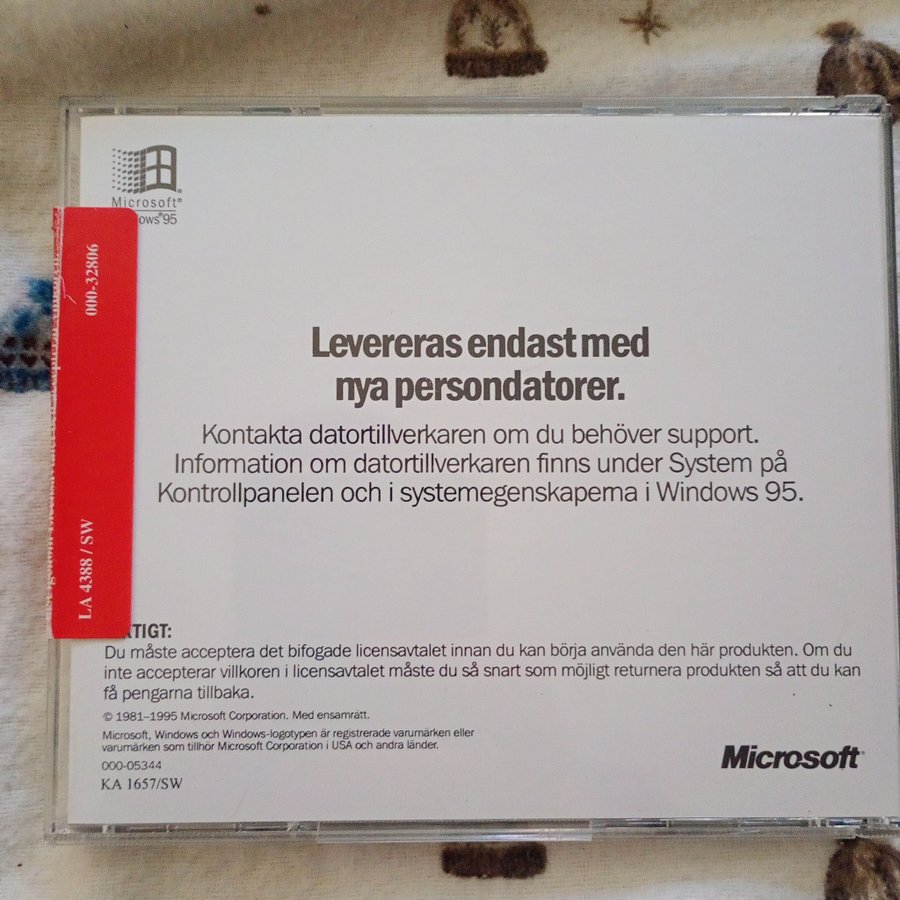 Microsoft®
ows®95
000-32806
LA 4388 / SW
Levereras endast med
nya persondatorer.
Kontakta datortillverkaren om du behöver support.
Information om datortillverkaren finns under System på
Kontrollpanelen och i systemegenskaperna i Windows 95.
KTIGT:
Du måste acceptera det bifogade licensavtalet innan du kan börja använda den här produkten. Om du
inte accepterar villkoren i licensavtalet måste du så snart som möjligt returnera produkten så att du kan
få pengarna tillbaka.
© 1981–1995 Microsoft Corporation. Med ensamrätt.
Microsoft, Windows och Windows-logotypen är registrerade varumärken eller
varumärken som tillhör Microsoft Corporation i USA och andra länder.
000-05344
KA 1657/SW
Microsoft®